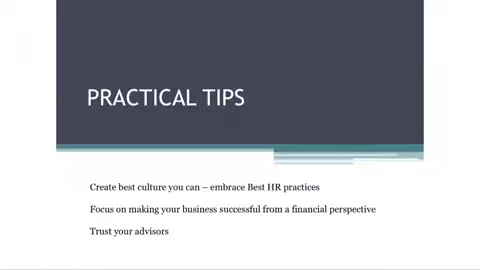 PRACTICAL TIPS
Create best culture you can – embrace Best HR practices
Focus on making your business successful from a financial perspective
Trust your advisors